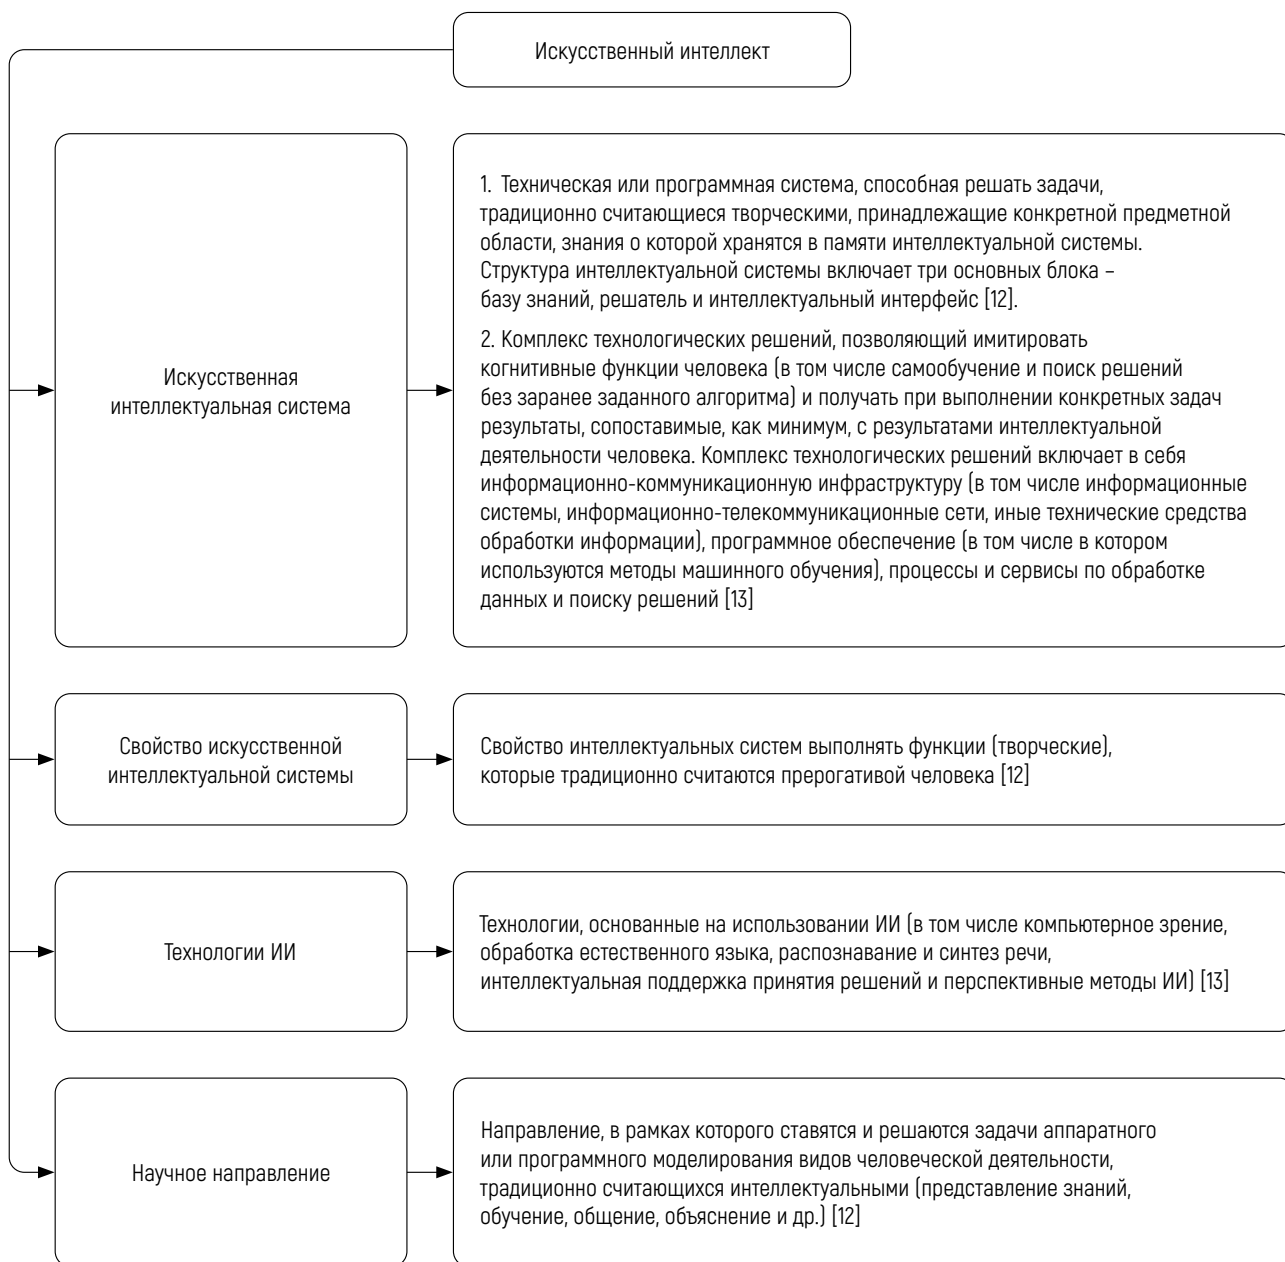 Искусственный интеллект
Искусственная
интеллектуальная система
1. Техническая или программная система, способная решать задачи,
традиционно считающиеся творческими, принадлежащие конкретной предметной
области, знания о которой хранятся в памяти интеллектуальной системы.
Структура интеллектуальной системы включает три основных блока –
базу знаний, решатель и интеллектуальный интерфейс [12].
2. Комплекс технологических решений, позволяющий имитировать
когнитивные функции человека (в том числе самообучение и поиск решений
без заранее заданного алгоритма) и получать при выполнении конкретных задач
результаты, сопоставимые, как минимум, с результатами интеллектуальной
деятельности человека. Комплекс технологических решений включает в себя
информационно-коммуникационную инфраструктуру (в том числе информационные
системы, информационно-телекоммуникационные сети, иные технические средства
обработки информации), программное обеспечение (в том числе в котором
используются методы машинного обучения), процессы и сервисы по обработке
данных и поиску решений [13]
Свойство искусственной
интеллектуальной системы
Свойство интеллектуальных систем выполнять функции (творческие),
которые традиционно считаются прерогативой человека [12]
Технологии ИИ
Технологии, основанные на использовании ИИ (в том числе компьютерное зрение,
обработка естественного языка, распознавание и синтез речи,
интеллектуальная поддержка принятия решений и перспективные методы ИИ) [13]
Научное направление
Направление, в рамках которого ставятся и решаются задачи аппаратного
или программного моделирования видов человеческой деятельности,
традиционно считающихся интеллектуальными (представление знаний,
обучение, общение, объяснение и др.) [12]